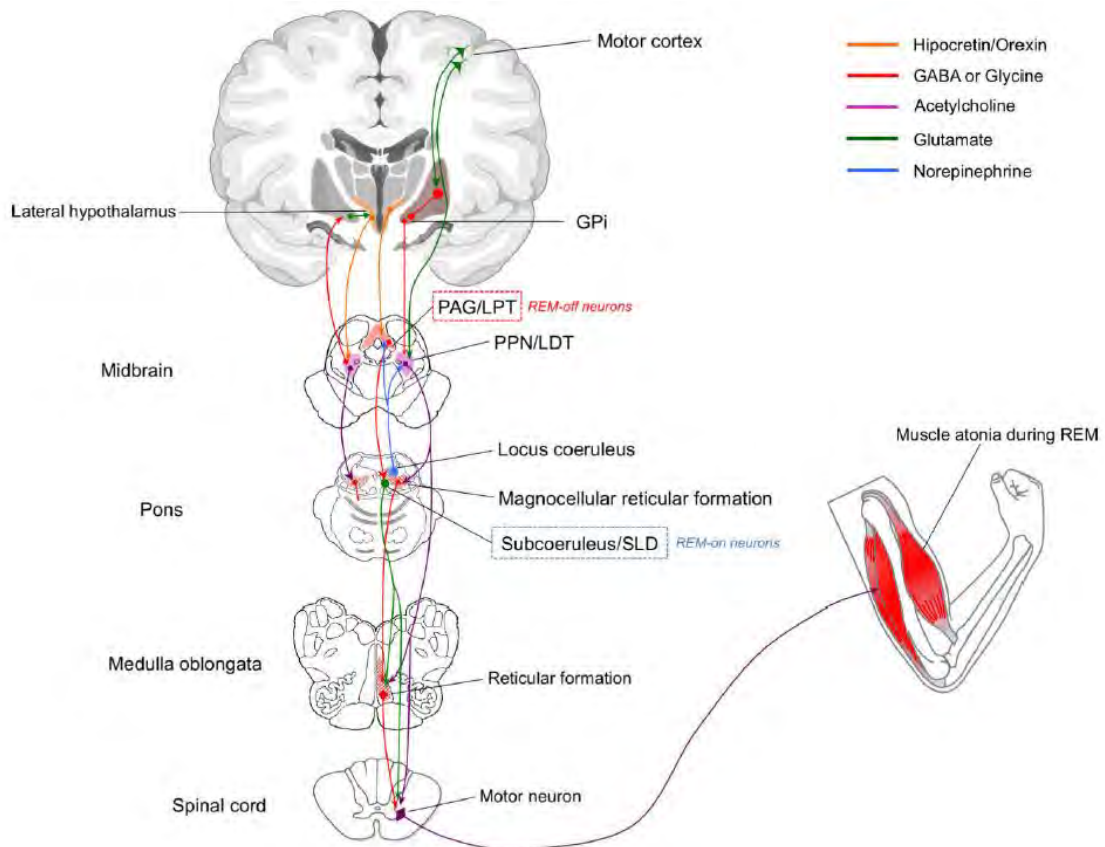 Motor cortex
Hipocretin/Orexin
GABA or Glycine
Acetylcholine
Glutamate
Norepinephrine
Lateral hypothalamus
GPi
PAG/LPT
REM-off neurons
PPN/LDT
Midbrain
Muscle atonia during REM
Locus coeruleus
Magnocellular reticular formation
Pons
Subcoeruleus/SLD
REM-on neurons
Medulla oblongata
Reticular formation
Motor neuron
Spinal cord